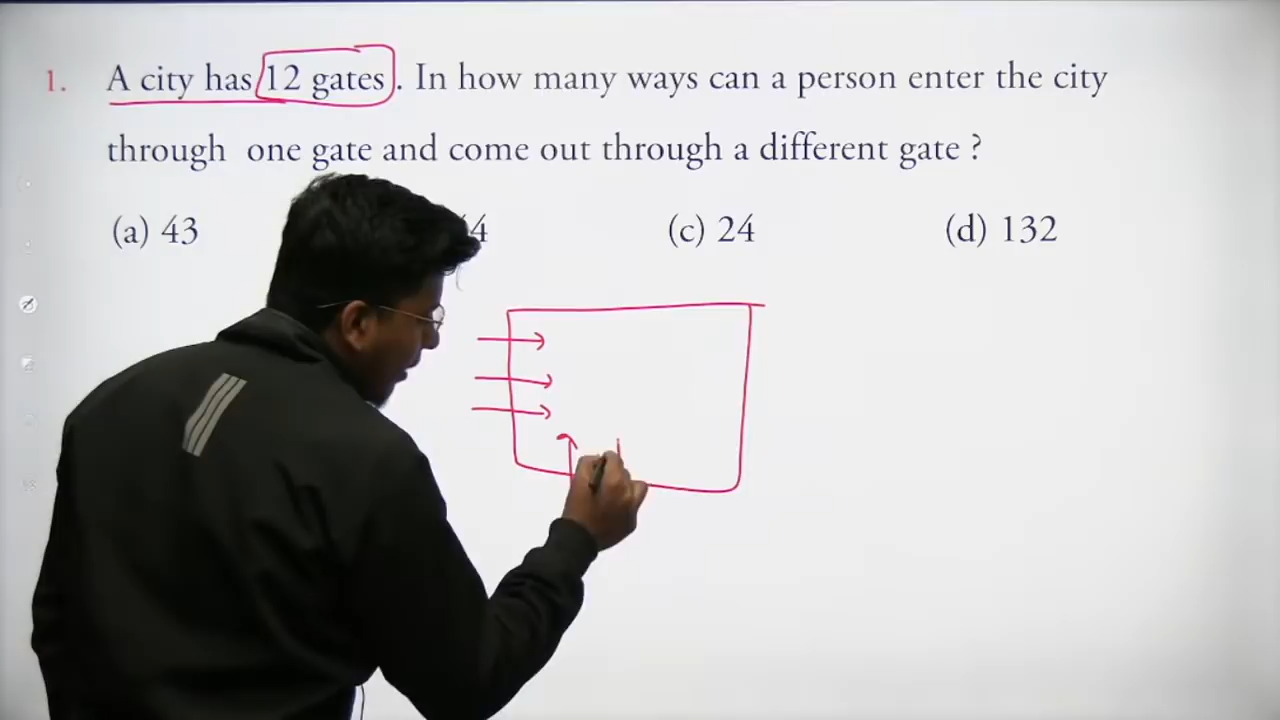 1. A city has 12 gates. In how many ways can a person enter the city
through one gate and come out through a different gate ?
(a) 43 4 (c) 24 (d) 132